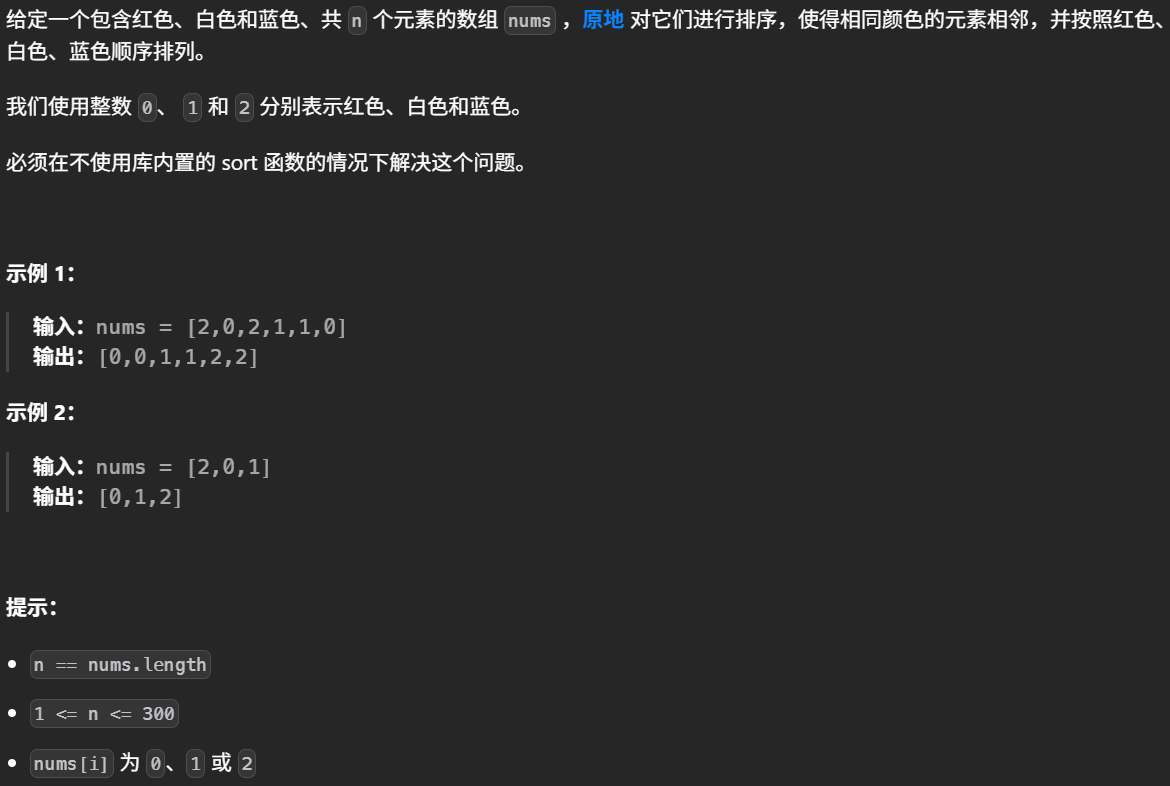 给定一个包含红色、白色和蓝色、共 n 个元素的数组 nums ，原地 对它们进行排序，使得相同颜色的元素相邻，并按照红色、
白色、蓝色顺序排列。
我们使用整数 0、 1 和 2 分别表示红色、白色和蓝色。
必须在不使用库内置的 sort 函数的情况下解决这个问题。
示例 1：
输入：nums = [2,0,2,1,1,0]
输出：[0,0,1,1,2,2]
示例 2：
输入：nums = [2,0,1]
输出：[0,1,2]
提示：
n == nums.length
1 <= n <= 300
nums[i] 为 0、1 或 2